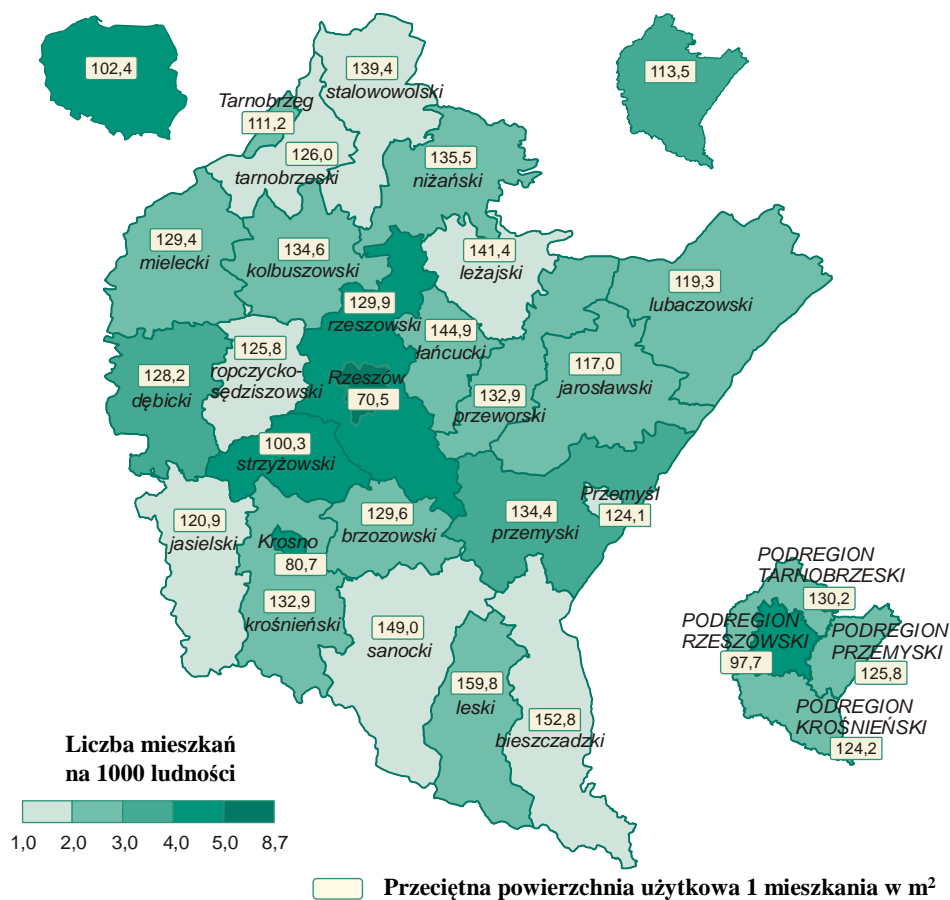 102,4
113,5
139,4
stalowowolski
Tarnobrzeg
111,2
126,0
tarnobrzeski
135,5
niżański
129,4
mielecki
134,6
kolbuszowski
141,4
leżajski
119,3
lubaczowski
129,9
rzeszowski
144,9
łańcucki
125,8
ropczycko-
sędziszowski
128,2
dębicki
Rzeszów
70,5
132,9
przeworski
117,0
jarosławski
100,3
strzyżowski
120,9
jasielski
Krosno
80,7
129,6
brzozowski
134,4
przemyski
Przemyśl
124,1
132,9
krośnieński
149,0
sanocki
159,8
leski
152,8
bieszczadzki
PODREGION
TARNOBRZESKI
130,2
PODREGION
RZESZOWSKI
97,7
PODREGION
PRZEMYSKI
125,8
PODREGION
KROŚNIEŃSKI
124,2
Liczba mieszkań
na 1000 ludności
1,0 2,0 3,0 4,0 5,0 8,7
Przeciętna powierzchnia użytkowa 1 mieszkania w m²